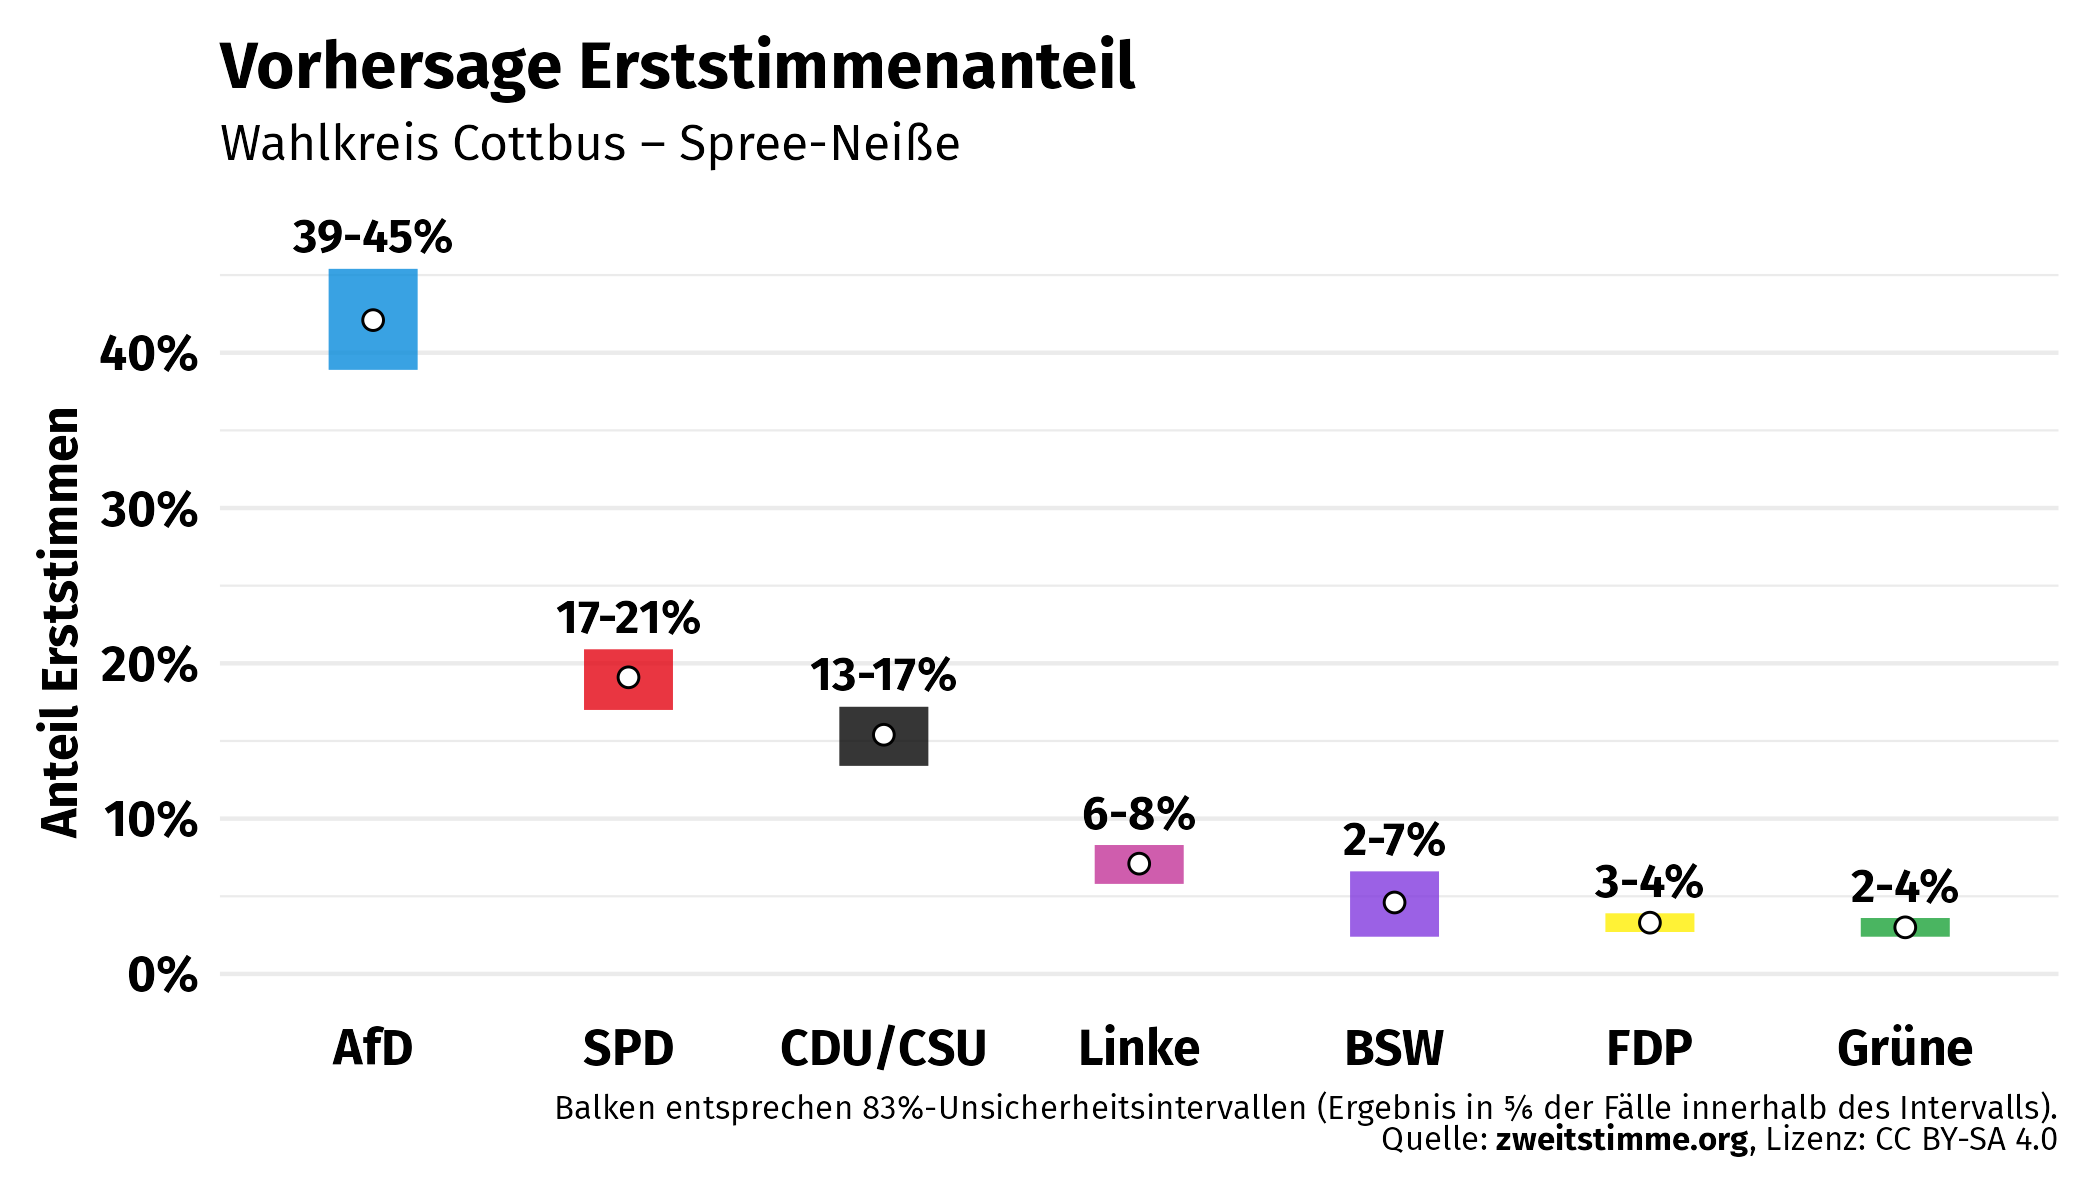 Vorhersage Erststimmenanteil
Wahlkreis Cottbus – Spree-Neiße
39-45%
40%
30%
17-21%
20%
13-17%
10%
6-8%
2-7%
3-4%
2-4%
0%
Anteil Erststimmen
AfD SPD CDU/CSU Linke BSW FDP Grüne
Balken entsprechen 83%-Unsicherheitsintervallen (Ergebnis in ⅚ der Fälle innerhalb des Intervalls).
Quelle: zweitstimme.org, Lizenz: CC BY-SA 4.0